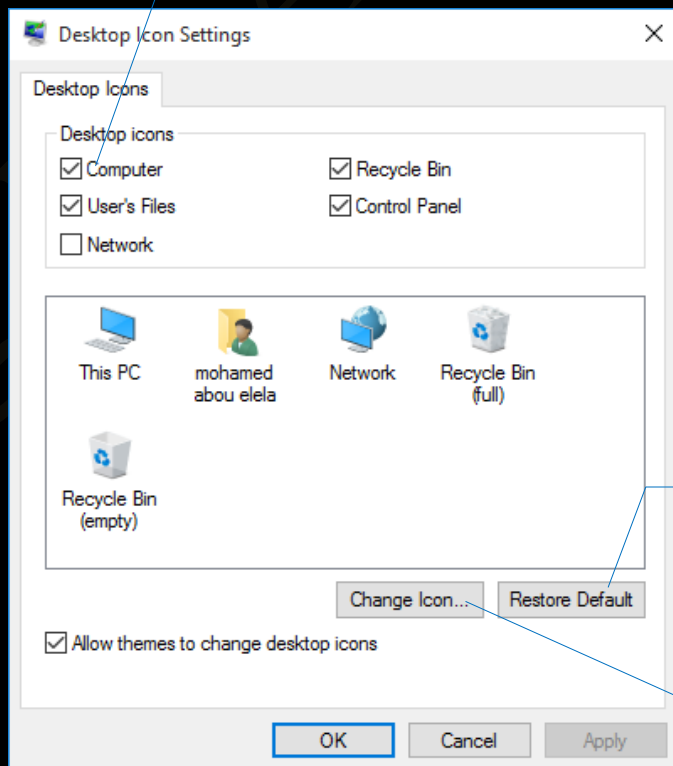 Desktop Icon Settings
Desktop Icons
Desktop icons
Computer
Recycle Bin
User's Files
Control Panel
Network
This PC
mohamed
abou elela
Network
Recycle Bin
(full)
Recycle Bin
(empty)
Change Icon...
Restore Default
Allow themes to change desktop icons
OK
Cancel
Apply